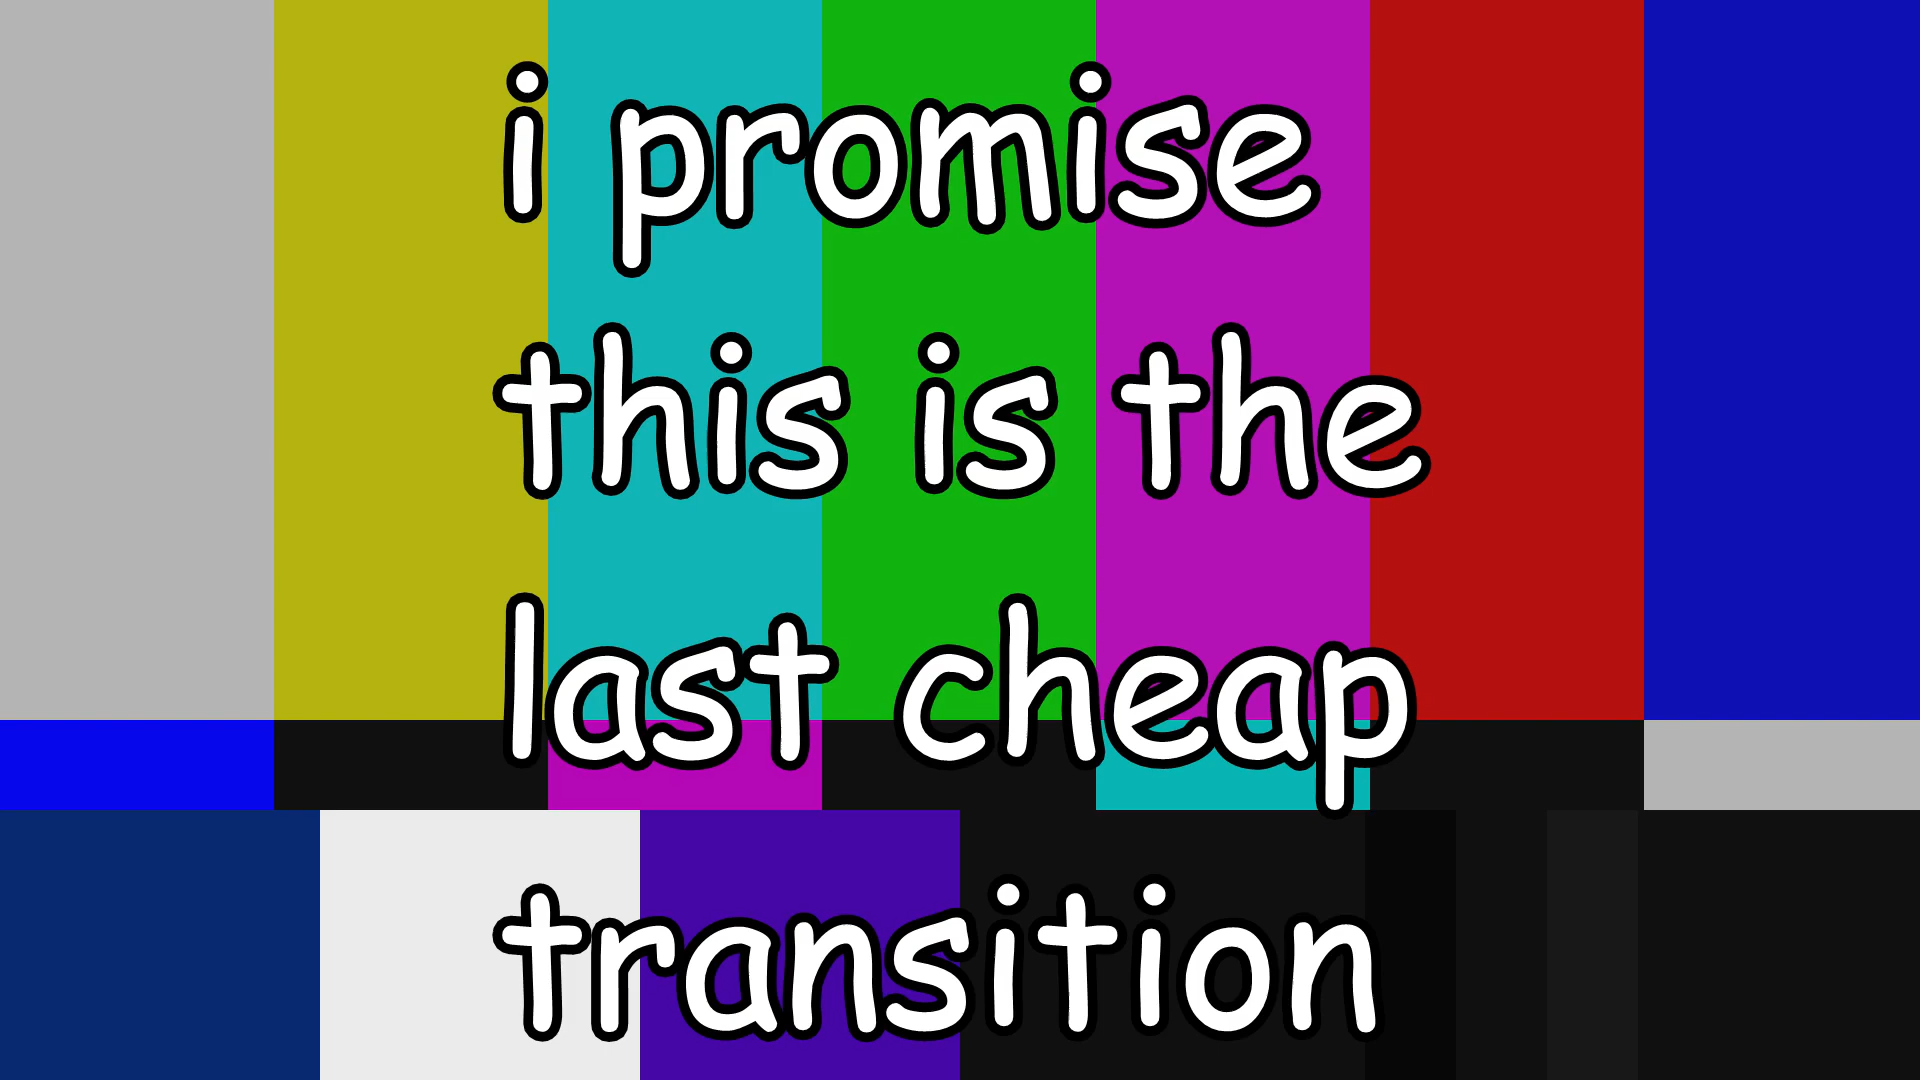 i promise
this is the
last cheap
transition